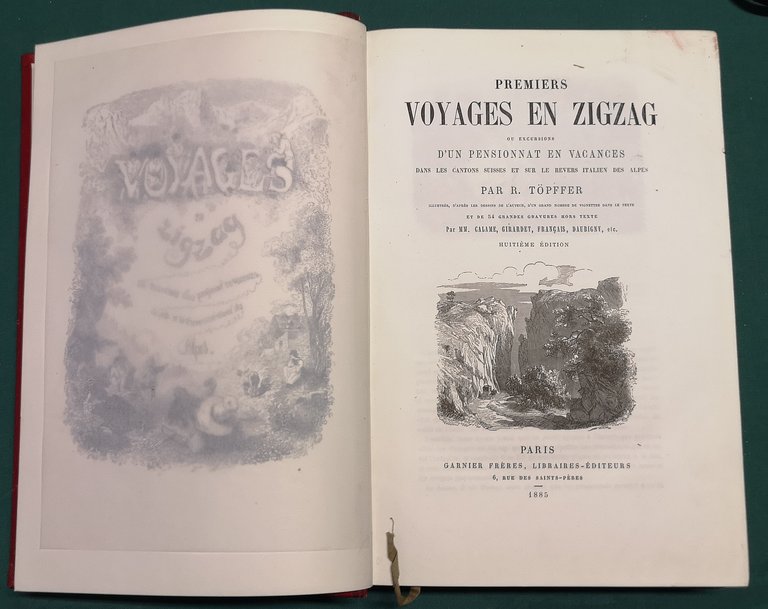 VOYAGES
en
zigzag
PREMIERS
VOYAGES EN ZIGZAG
OU EXCURSIONS
D'UN PENSIONNAT EN VACANCES
DANS LES CANTONS SUISSES ET SUR LE REVERS ITALIEN DES ALPES
PAR R. TÖPFFER
ILLUSTRÉS, D'APRÈS LES DESSINS DE L'AUTEUR, D'UN GRAND NOMBRE DE VIGNETTES DANS LE TEXTE
ET DE 54 GRANDES GRAVURES HORS TEXTE
Par MM. CALAME, GIRARDET, FRANÇAIS, DAUBIGNY, etc.
HUITIÈME ÉDITION
PARIS
GARNIER FRÈRES, LIBRAIRES-ÉDITEURS
6, RUE DES SAINTS-PÈRES
1885